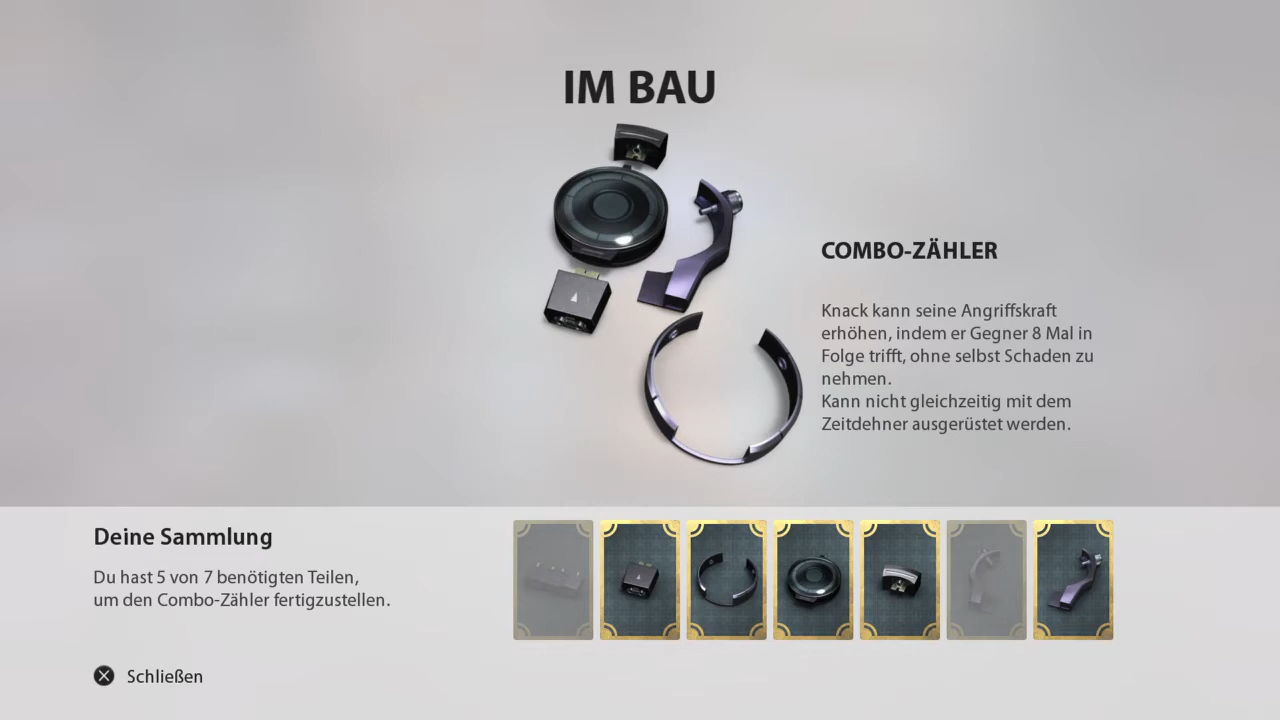 IM BAU
COMBO-ZÄHLER
Knack kann seine Angriffskraft
erhöhen, indem er Gegner 8 Mal in
Folge trifft, ohne selbst Schaden zu
nehmen.
Kann nicht gleichzeitig mit dem
Zeitdehner ausgerüstet werden.
Deine Sammlung
Du hast 5 von 7 benötigten Teilen,
um den Combo-Zähler fertigzustellen.
Schließen